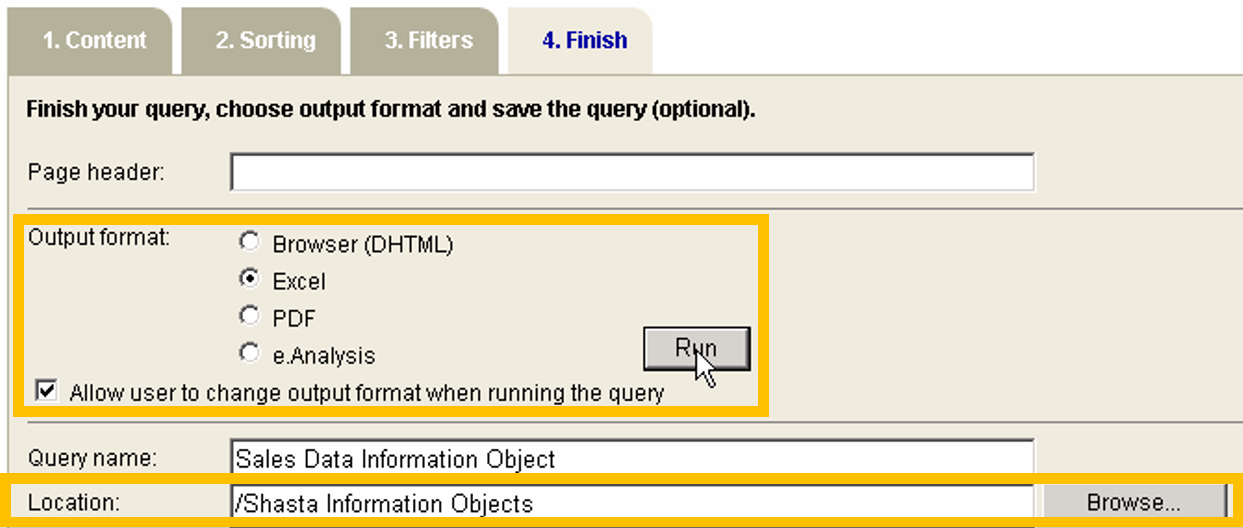 1. Content 2. Sorting 3. Filters 4. Finish
Finish your query, choose output format and save the query (optional).
Page header:
Output format:
Browser (DHTML)
Excel
PDF
e.Analysis
Run
Allow user to change output format when running the query
Query name: Sales Data Information Object
Location: /Shasta Information Objects Browse...